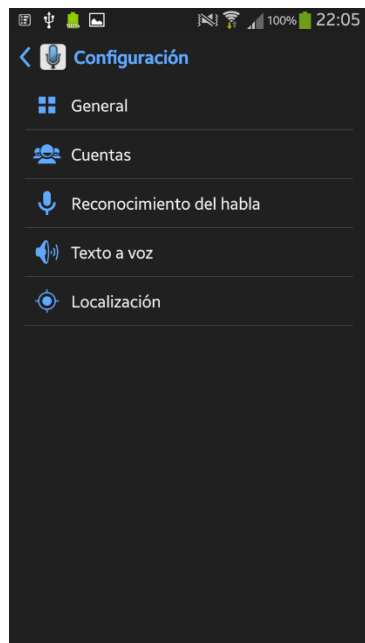 100% 22:05
Configuración
General
Cuentas
Reconocimiento del habla
Texto a voz
Localización